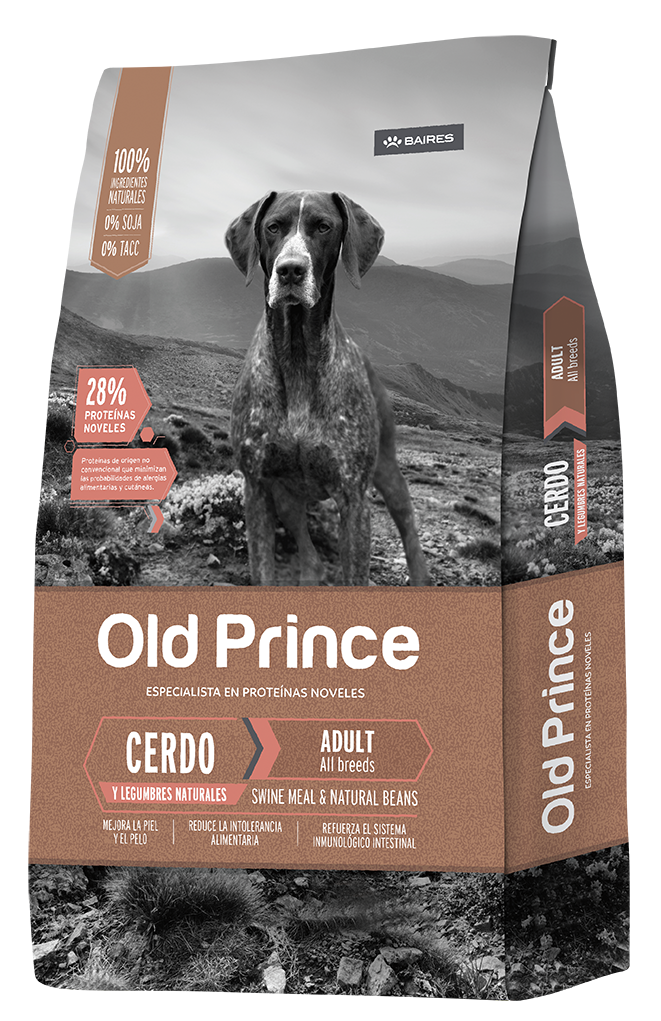 100%
INGREDIENTES
NATURALES
0% SOJA
0% TACC
BAIRES
28%
PROTEÍNAS
NOVELES
Proteínas de origen no
convencional que minimizan
las probabilidades de alergias
alimentarias y cutáneas.
Old Prince
ESPECIALISTA EN PROTEÍNAS NOVELES
CERDO
Y LEGUMBRES NATURALES
ADULT
All breeds
SWINE MEAL & NATURAL BEANS
MEJORA LA PIEL
Y EL PELO
REDUCE LA INTOLERANCIA
ALIMENTARIA
REFUERZA EL SISTEMA
INMUNOLÓGICO INTESTINAL
ADULT
All breeds
CERDO
Y LEGUMBRES NATURALES
Old Prince
ESPECIALISTA EN PROTEÍNAS NOVELES